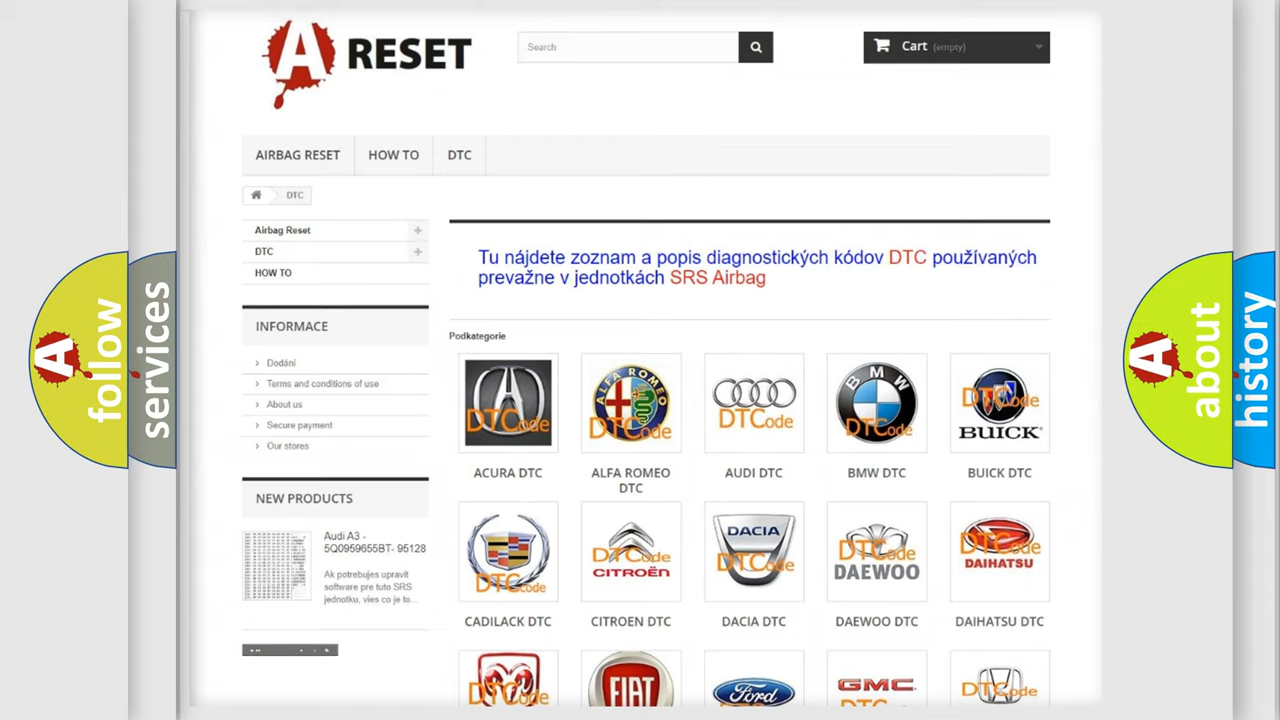 A RESET
Search
Cart (empty)
AIRBAG RESET
HOW TO
DTC
DTC
Airbag Reset
DTC
HOW TO
Tu nájdete zoznam a popis diagnostických kódov DTC používaných
prevažne v jednotkách SRS Airbag
INFORMACE
Dodání
Terms and conditions of use
About us
Secure payment
Our stores
NEW PRODUCTS
Audi A3 -
5Q0959655BT- 95128
Ak potrebujes upravit
software pre tuto SRS
jednotku, vies co je to...
Podkategorie
DTCode
ALFA ROMEO
DTCode
DTCode
BMW
DTCode
DTCode
BUICK
ACURA DTC
ALFA ROMEO
DTC
AUDI DTC
BMW DTC
BUICK DTC
DTCode
DTCode
CITROËN
DACIA
DTCode
DTCode
DAEWOO
DTCode
DAIHATSU
CADILACK DTC
CITROEN DTC
DACIA DTC
DAEWOO DTC
DAIHATSU DTC
DTCode
FIAT
Ford
GMC
DTCode
A follow
services
A about
history